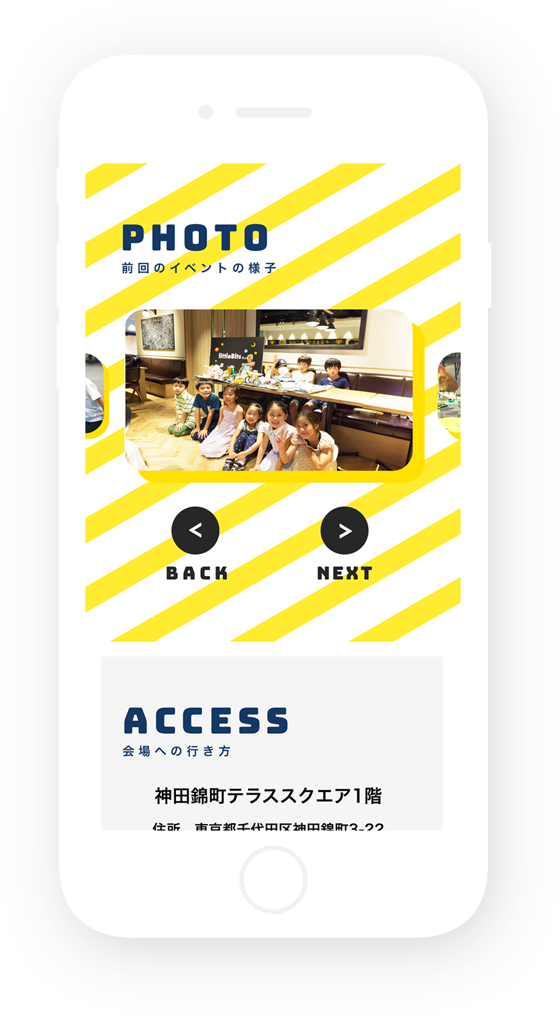 PHOTO
前回のイベントの様子
littleBits
BACK
NEXT
ACCESS
会場への行き方
神田錦町テラススクエア1階
住所 東京都千代田区神田錦町3-22